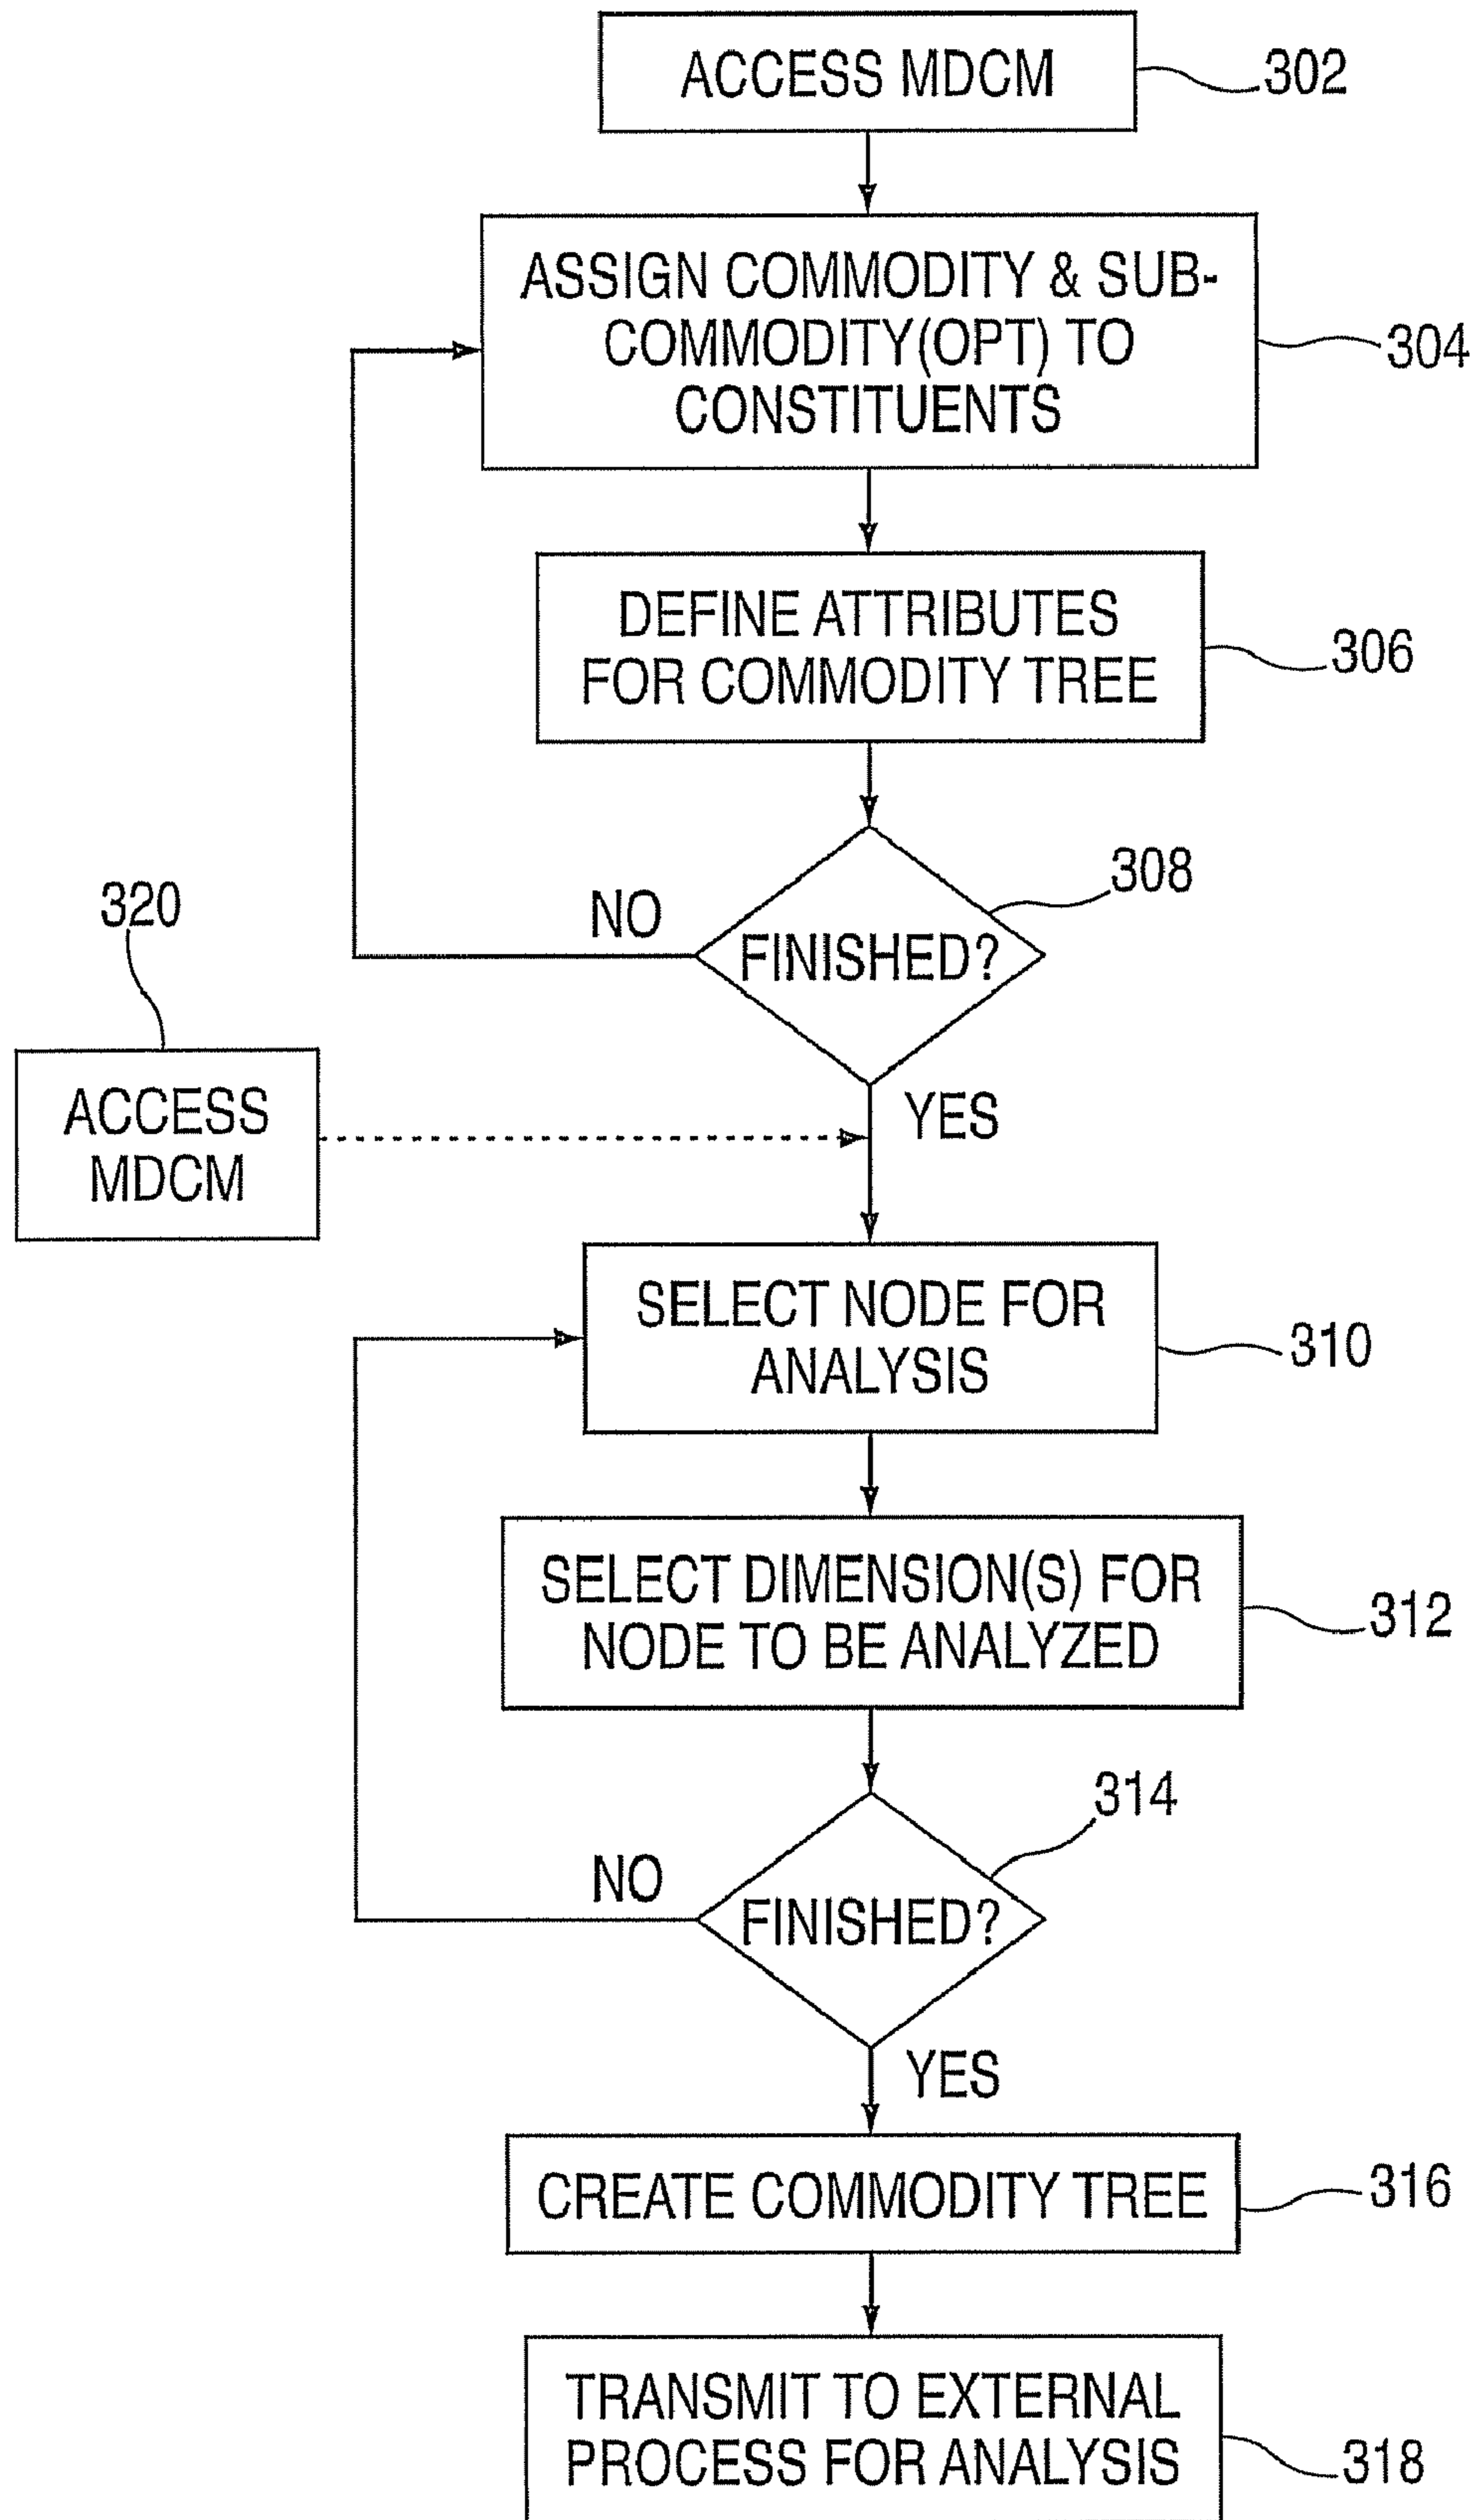 ACCESS MDCM
302
ASSIGN COMMODITY & SUB-
COMMODITY(OPT) TO
CONSTITUENTS
304
DEFINE ATTRIBUTES
FOR COMMODITY TREE
306
308
NO
FINISHED?
320
YES
ACCESS
MDCM
SELECT NODE FOR
ANALYSIS
310
SELECT DIMENSION(S) FOR
NODE TO BE ANALYZED
312
314
NO
FINISHED?
YES
CREATE COMMODITY TREE
316
TRANSMIT TO EXTERNAL
PROCESS FOR ANALYSIS
318